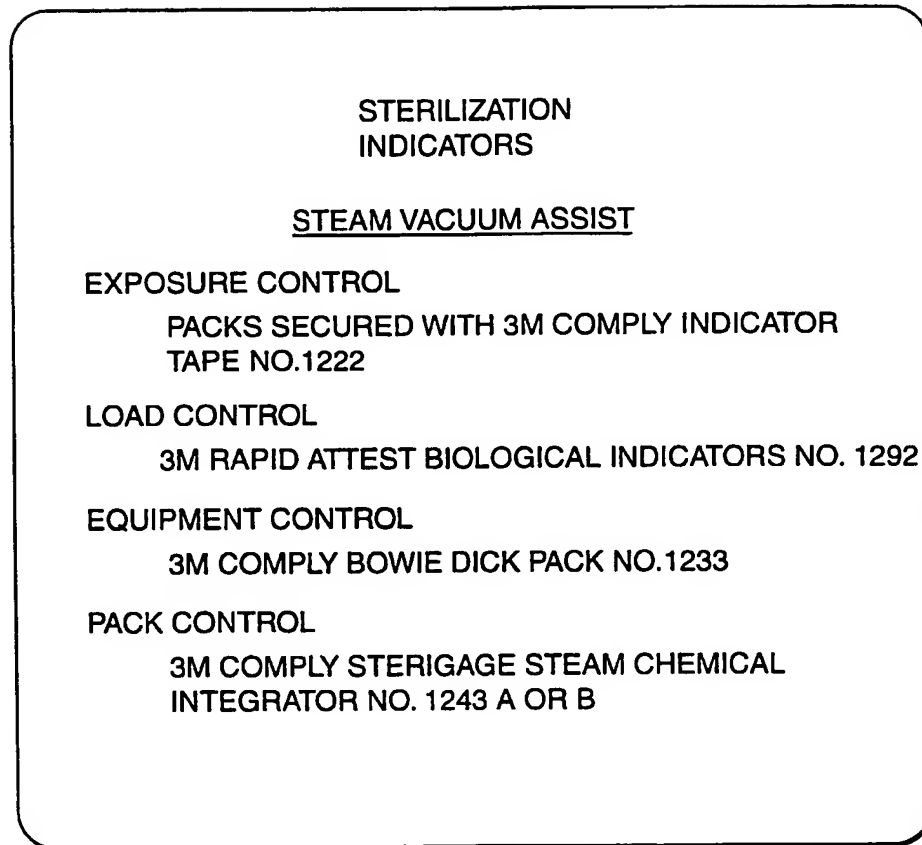 STERILIZATION
INDICATORS
STEAM VACUUM ASSIST
EXPOSURE CONTROL
PACKS SECURED WITH 3M COMPLY INDICATOR
TAPE NO.1222
LOAD CONTROL
3M RAPID ATTEST BIOLOGICAL INDICATORS NO. 1292
EQUIPMENT CONTROL
3M COMPLY BOWIE DICK PACK NO.1233
PACK CONTROL
3M COMPLY STERIGAGE STEAM CHEMICAL
INTEGRATOR NO. 1243 A OR B